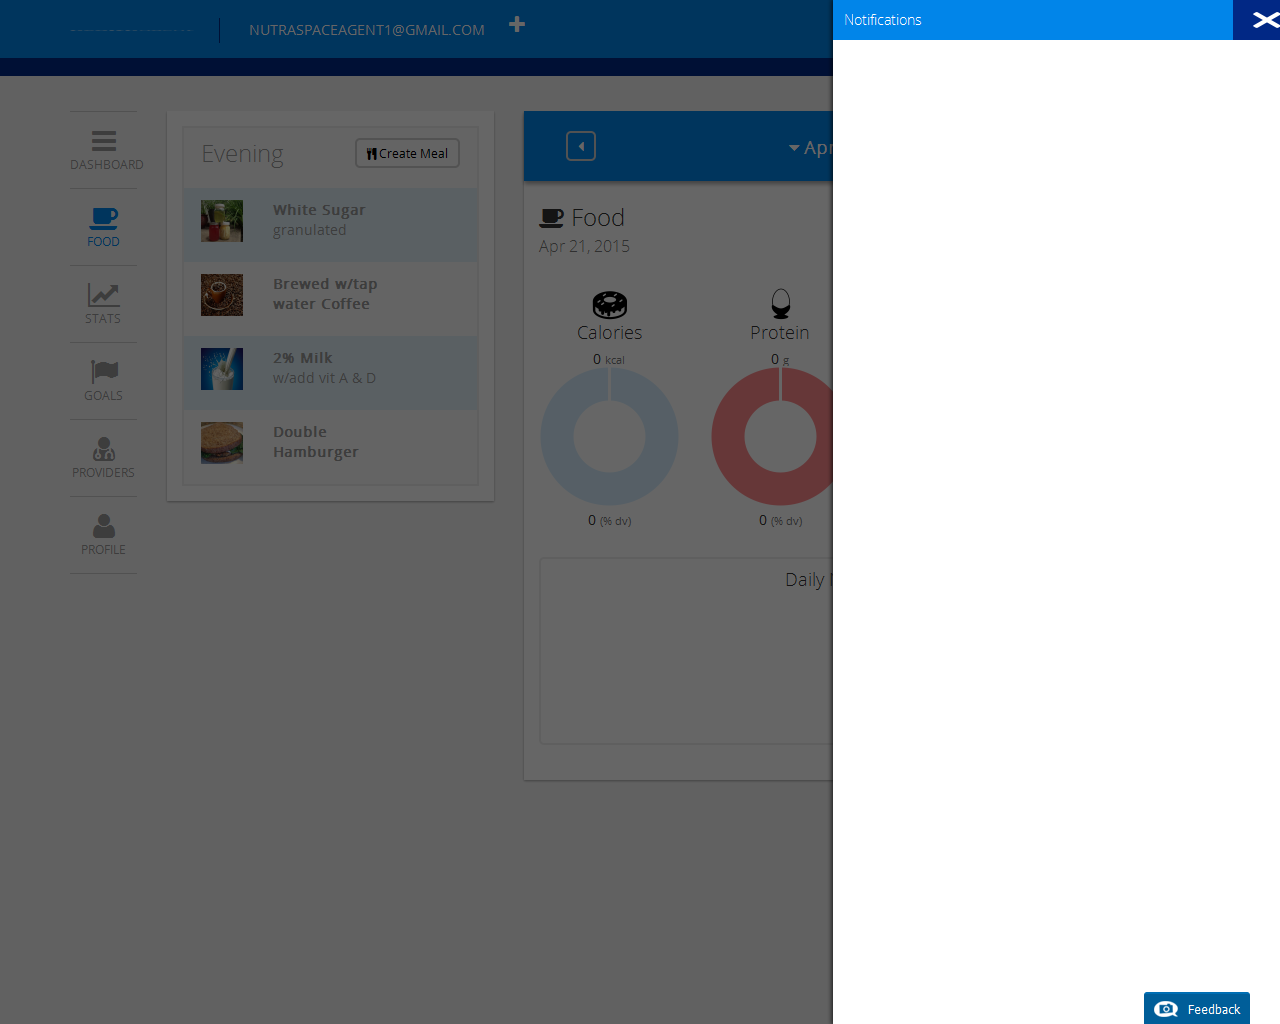 NUTRASPACEAGENT1@GMAIL.COM
Notifications
DASHBOARD
FOOD
STATS
GOALS
PROVIDERS
PROFILE
Evening
Create Meal
White Sugar
granulated
Brewed w/tap
water Coffee
2% Milk
w/add vit A & D
Double
Hamburger
Apr
Food
Apr 21, 2015
Calories
0 kcal
0 (% dv)
Protein
0 g
0 (% dv)
Daily
Feedback